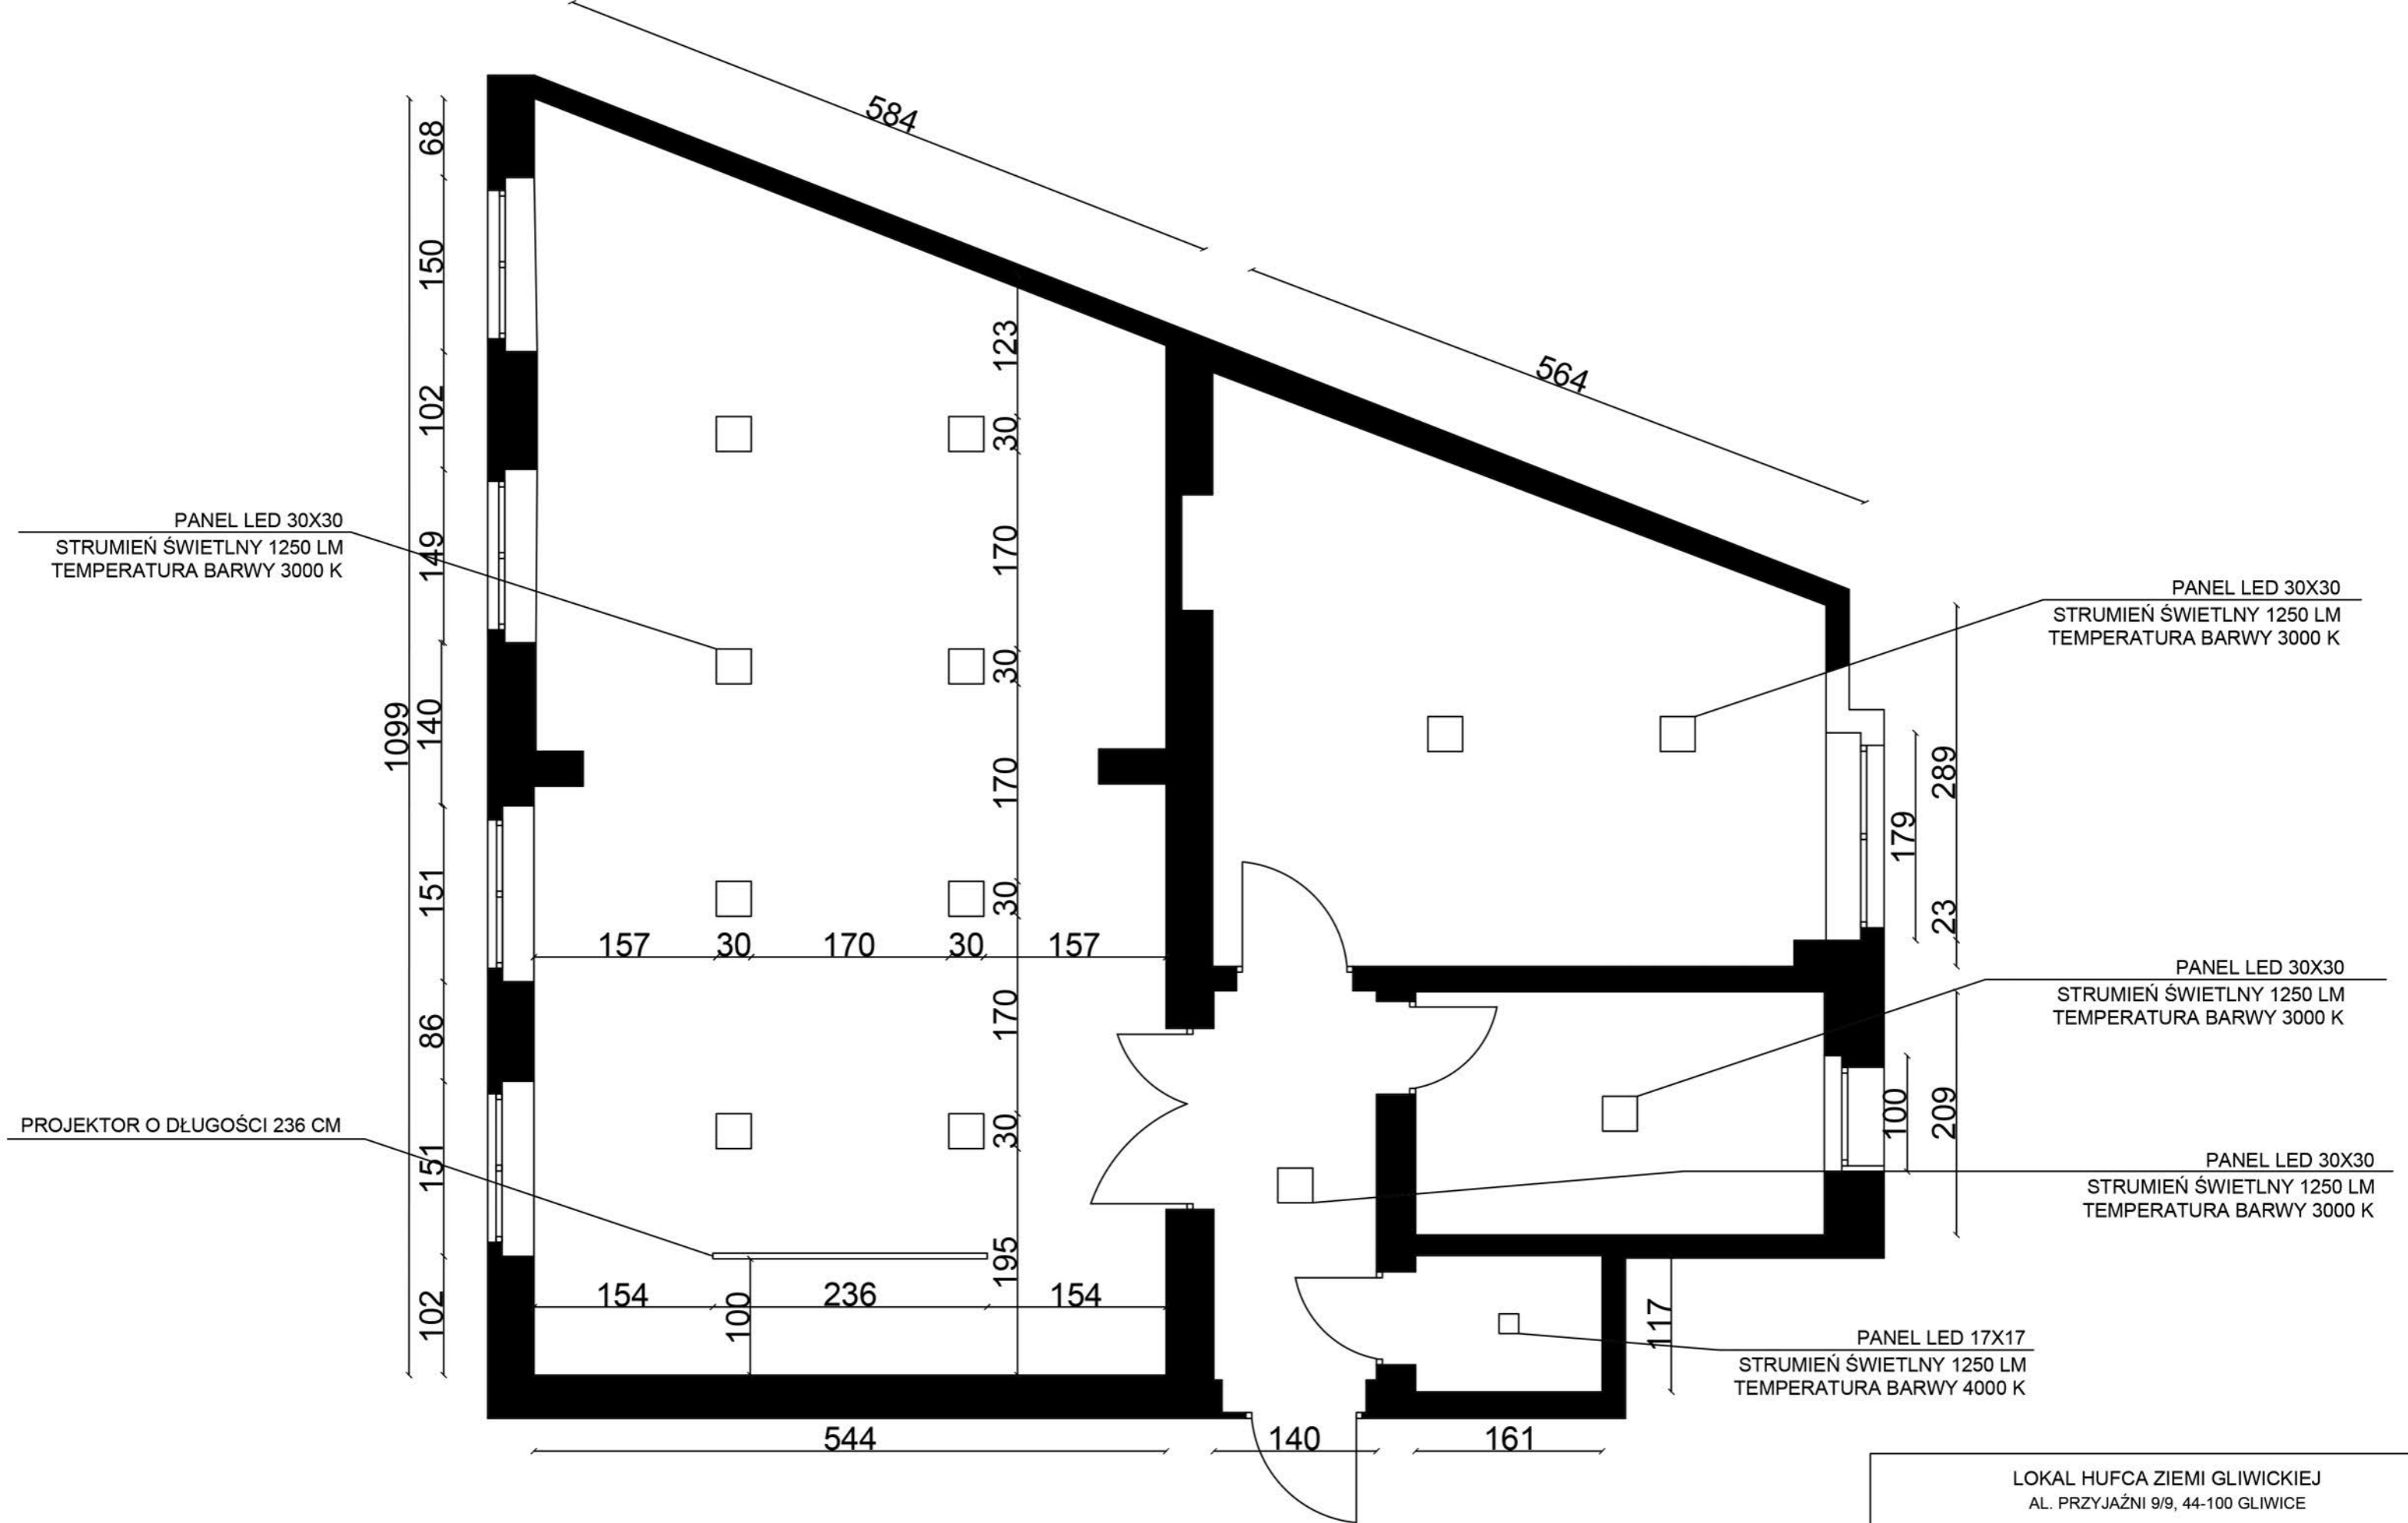 584
564
68
150
102
149
140
1099
151
86
151
102
123
30
170
30
170
30
170
30
195
PANEL LED 30X30
STRUMIEŃ ŚWIETLNY 1250 LM
TEMPERATURA BARWY 3000 K
PROJEKTOR O DŁUGOŚCI 236 CM
157
30
170
30
157
154
236
154
100
544
140
161
117
PANEL LED 30X30
STRUMIEŃ ŚWIETLNY 1250 LM
TEMPERATURA BARWY 3000 K
289
179
23
PANEL LED 30X30
STRUMIEŃ ŚWIETLNY 1250 LM
TEMPERATURA BARWY 3000 K
100
209
PANEL LED 30X30
STRUMIEŃ ŚWIETLNY 1250 LM
TEMPERATURA BARWY 3000 K
PANEL LED 17X17
STRUMIEŃ ŚWIETLNY 1250 LM
TEMPERATURA BARWY 4000 K
LOKAL HUFCA ZIEMI GLIWICKIEJ
AL. PRZYJAŹNI 9/9, 44-100 GLIWICE